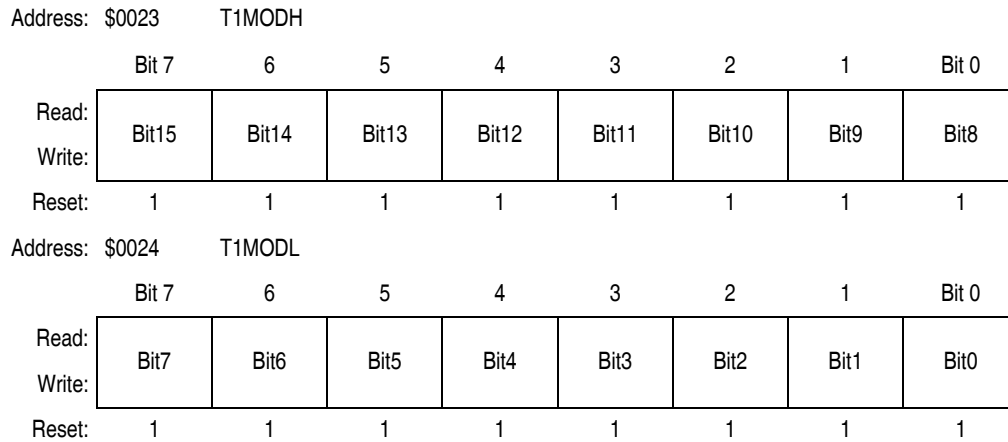 Address: $0023 T1MODH
Bit 7 6 5 4 3 2 1 Bit 0
Read:
Bit15 Bit14 Bit13 Bit12 Bit11 Bit10 Bit9 Bit8
Write:
Reset: 1 1 1 1 1 1 1 1
Address: $0024 T1MODL
Bit 7 6 5 4 3 2 1 Bit 0
Read:
Bit7 Bit6 Bit5 Bit4 Bit3 Bit2 Bit1 Bit0
Write:
Reset: 1 1 1 1 1 1 1 1